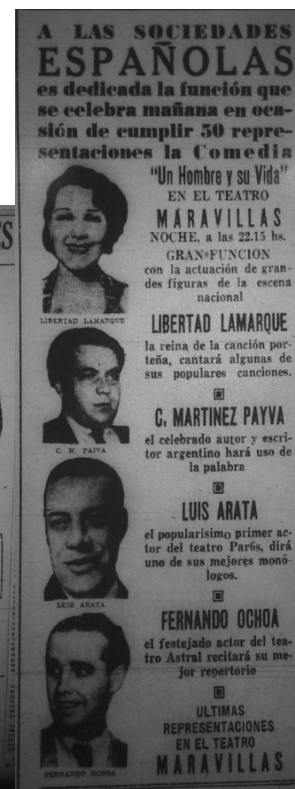 A LAS SOCIEDADES
ESPAÑOLAS
es dedicada la función que
se celebra mañana en oca-
sión de cumplir 50 repre-
sentaciones la Comedia
"Un Hombre y su Vida"
EN EL TEATRO
MARAVILLAS
NOCHE, a las 22.15 hs.
GRAN FUNCION
con la actuación de gran-
des figuras de la escena
nacional
LIBERTAD LAMARQUE
LIBERTAD LAMARQUE
la reina de la canción por-
teña, cantará algunas de
sus populares canciones.
C. M. PAIVA
C. MARTINEZ PAYVA
el celebrado autor y escri-
tor argentino hará uso de
la palabra
LUIS ARATA
LUIS ARATA
el popularísimo primer ac-
tor del teatro Par6s, dirá
uno de sus mejores monó-
logos.
FERNANDO OCHOA
FERNANDO OCHOA
el festejado actor del tea-
tro Astral recitará su me-
jor repertorio
ULTIMAS
REPRESENTACIONES
EN EL TEATRO
MARAVILLAS